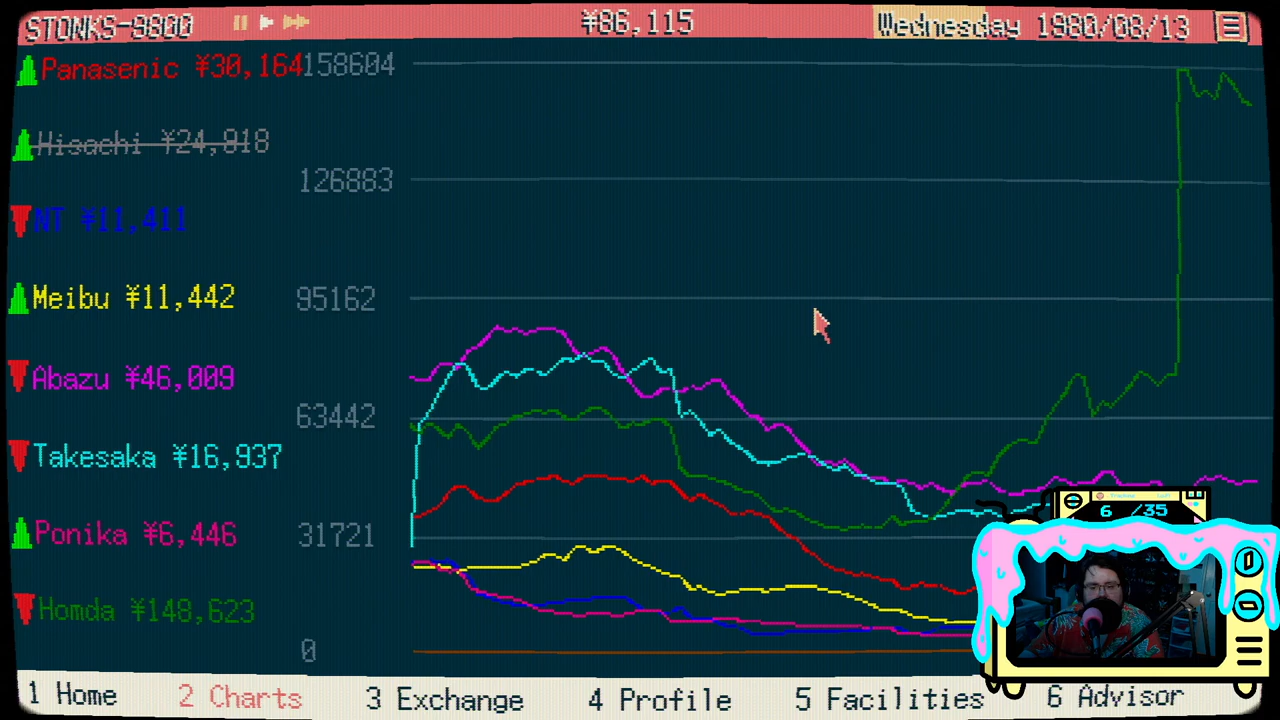 STONKS-9800
¥86,115
Wednesday 1980/08/13
Panasenic ¥30,164
Hisachi ¥24,918
NT ¥11,411
Meibu ¥11,442
Abazu ¥46,009
Takesaka ¥16,937
Ponika ¥6,446
Homda ¥148,623
158604
126883
95162
63442
31721
0
6 /35
1 Home
2 Charts
3 Exchange
4 Profile
5 Facilities
6 Advisor